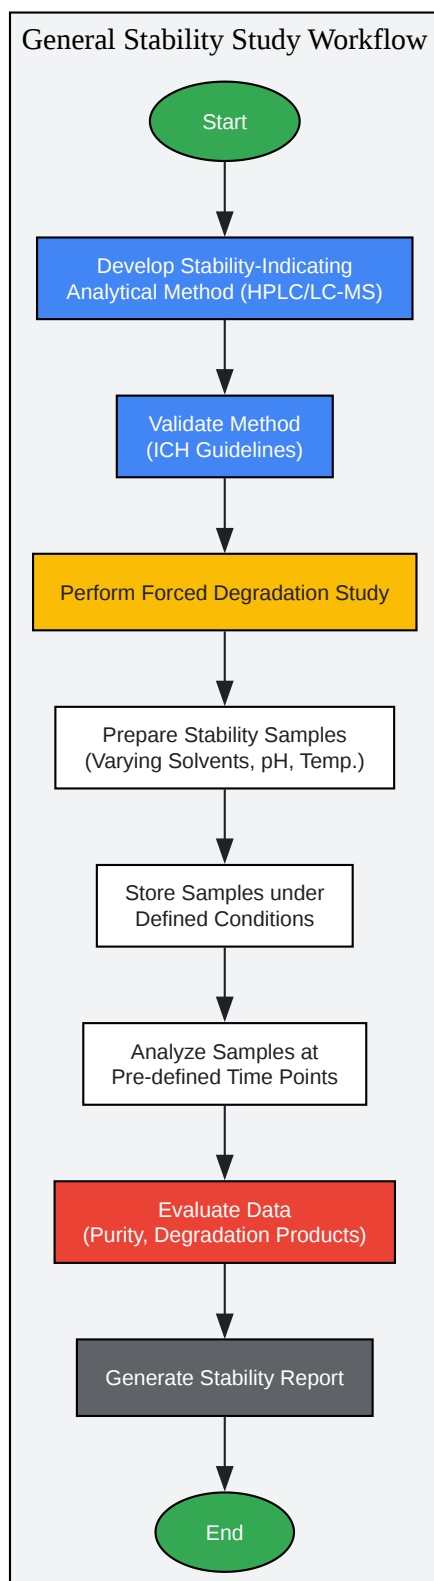 General Stability Study Workflow
Start
Develop Stability-Indicating
Analytical Method (HPLC/LC-MS)
Validate Method
(ICH Guidelines)
Perform Forced Degradation Study
Prepare Stability Samples
(Varying Solvents, pH, Temp.)
Store Samples under
Defined Conditions
Analyze Samples at
Pre-defined Time Points
Evaluate Data
(Purity, Degradation Products)
Generate Stability Report
End